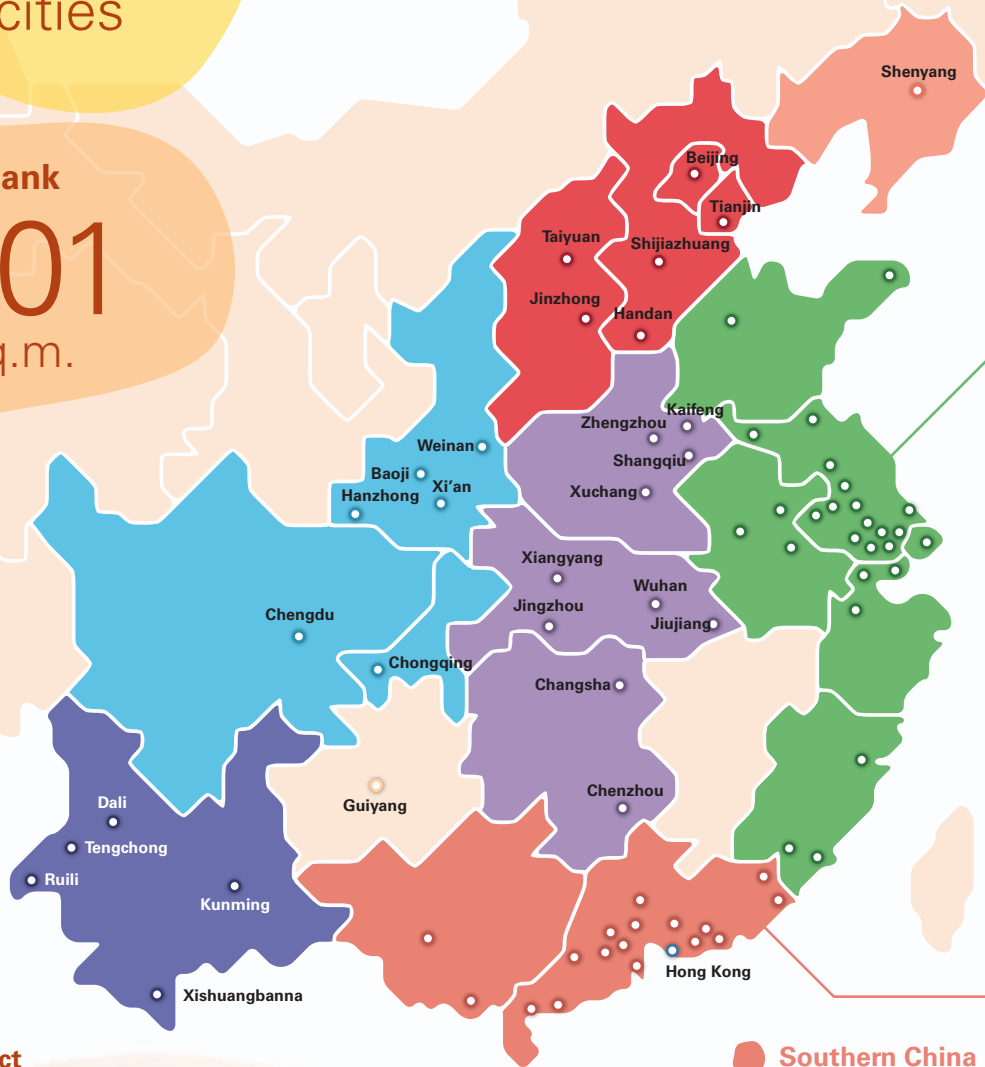 cities
ank
01
q.m.
Shenyang
Beijing
Tianjin
Taiyuan
Shijiazhuang
Jinzhong
Handan
Kaifeng
Zhengzhou
Weinan
Shangqiu
Baoji
Xi'an
Hanzhong
Xuchang
Xiangyang
Wuhan
Jingzhou
Jiujiang
Chengdu
Chongqing
Changsha
Chenzhou
Guiyang
Dali
Tengchong
Ruili
Kunming
Xishuangbanna
Hong Kong
ct
Southern China